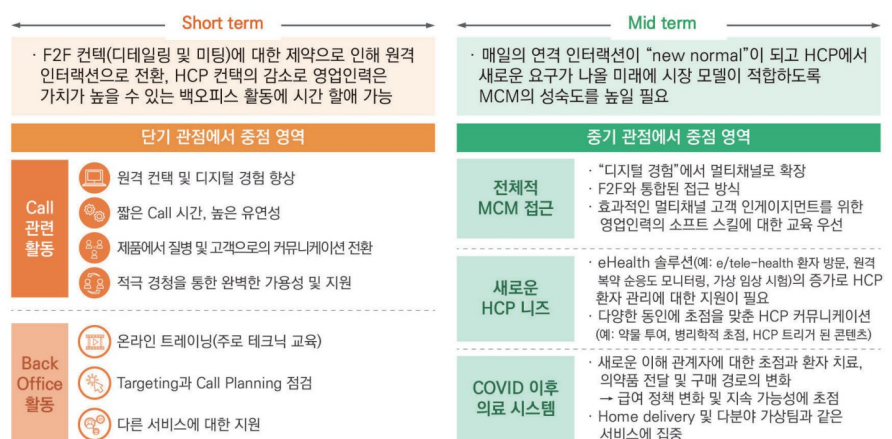 Short term
· F2F 컨텍(디테일링 및 미팅)에 대한 제약으로 인해 원격
인터랙션으로 전환, HCP 컨택의 감소로 영업인력은
가치가 높을 수 있는 백오피스 활동에 시간 할애 가능
단기 관점에서 중점 영역
Call
관련
활동
원격 컨택 및 디지털 경험 향상
짧은 Call 시간, 높은 유연성
제품에서 질병 및 고객으로의 커뮤니케이션 전환
적극 경청을 통한 완벽한 가용성 및 지원
Back
Office
활동
온라인 트레이닝(주로 테크닉 교육)
Targeting과 Call Planning 점검
다른 서비스에 대한 지원
Mid term
· 매일의 연격 인터랙션이 “new normal”이 되고 HCP에서
새로운 요구가 나올 미래에 시장 모델이 적합하도록
MCM의 성숙도를 높일 필요
중기 관점에서 중점 영역
전체적
MCM 접근
· “디지털 경험”에서 멀티채널로 확장
· F2F와 통합된 접근 방식
· 효과적인 멀티채널 고객 인게이지먼트를 위한
영업인력의 소프트 스킬에 대한 교육 우선
새로운
HCP 니즈
· eHealth 솔루션(예: e/tele-health 환자 방문, 원격
복약 순응도 모니터링, 가상 임상 시험)의 증가로 HCP
환자 관리에 대한 지원이 필요
· 다양한 동인에 초점을 맞춘 HCP 커뮤니케이션
(예: 약물 투여, 병리학적 초점, HCP 트리거 된 콘텐츠)
COVID 이후
의료 시스템
· 새로운 이해 관계자에 대한 초점과 환자 치료,
의약품 전달 및 구매 경로의 변화
→ 급여 정책 변화 및 지속 가능성에 초점
· Home delivery 및 다분야 가상팀과 같은
서비스에 집중